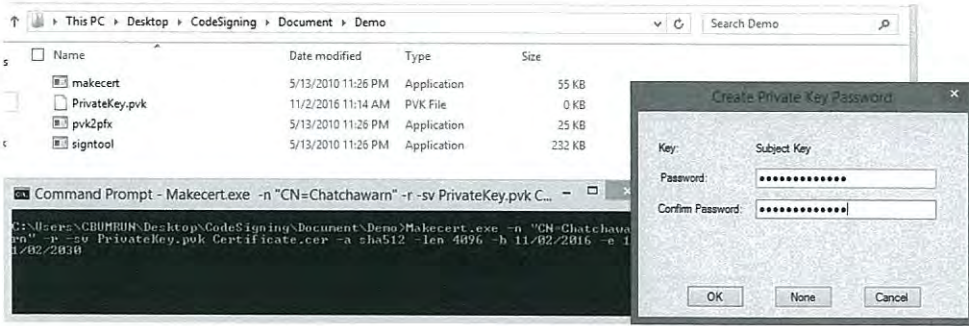 This PC ▸ Desktop ▸ CodeSigning ▸ Document ▸ Demo
Search Demo
Name Date modified Type Size
makecert 5/13/2010 11:26 PM Application 55 KB
PrivateKey.pvk 11/2/2016 11:14 AM PVK File 0 KB
pvk2pfx 5/13/2010 11:26 PM Application 25 KB
signtool 5/13/2010 11:26 PM Application 232 KB
Create Private Key Password
Key: Subject Key
Password: •••••••••••••
Confirm Password: •••••••••••••
OK None Cancel
Command Prompt - Makecert.exe -n "CN=Chatchawarn" -r -sv PrivateKey.pvk C...
C:\Users\CBUMRUN\Desktop\CodeSigning\Document\Demo>Makecert.exe -n "CN=Chatchawa
rn" -r -sv PrivateKey.pvk Certificate.cer -a sha512 -len 4096 -b 11/02/2016 -e 1
1/02/2030